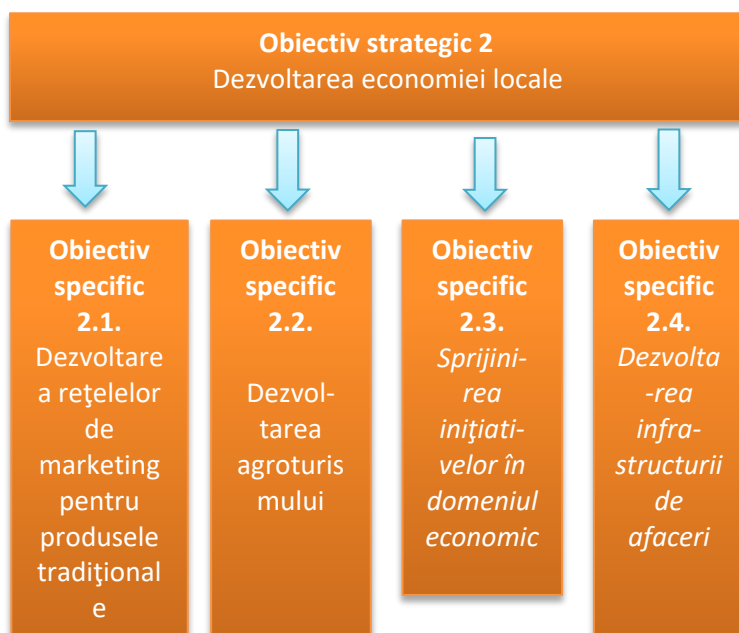 Obiectiv strategic 2
Dezvoltarea economiei locale
Obiectiv
specific
2.1.
Dezvoltare
a reţelelor
de
marketing
pentru
produsele
tradiţional
e
Obiectiv
specific
2.2.
Dezvol-
tarea
agroturis
mului
Obiectiv
specific
2.3.
Sprijini-
rea
iniţiati-
velor în
domeniul
economic
Obiectiv
specific
2.4.
Dezvolta
-rea
infra-
structurii
de
afaceri